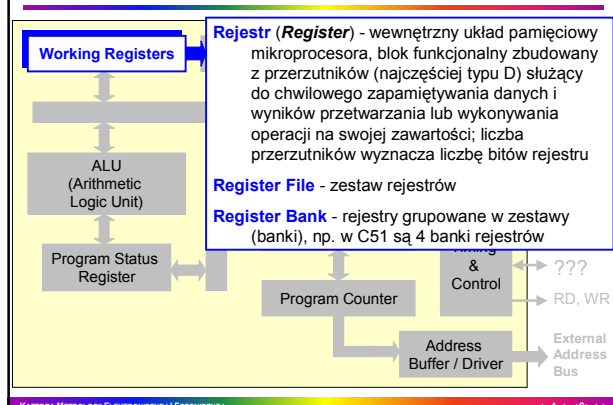 Working Registers
Rejestr (Register) - wewnętrzny układ pamięciowy
mikroprocesora, blok funkcjonalny zbudowany
z przerzutników (najczęściej typu D) służący
do chwilowego zapamiętywania danych i
wyników przetwarzania lub wykonywania
operacji na swojej zawartości; liczba
przerzutników wyznacza liczbę bitów rejestru
Register File - zestaw rejestrów
Register Bank - rejestry grupowane w zestawy
(banki), np. w C51 są 4 banki rejestrów
ALU
(Arithmetic
Logic Unit)
Program Status
Register
Program Counter
Timing
&
Control
???
RD, WR
Address
Buffer / Driver
External
Address
Bus